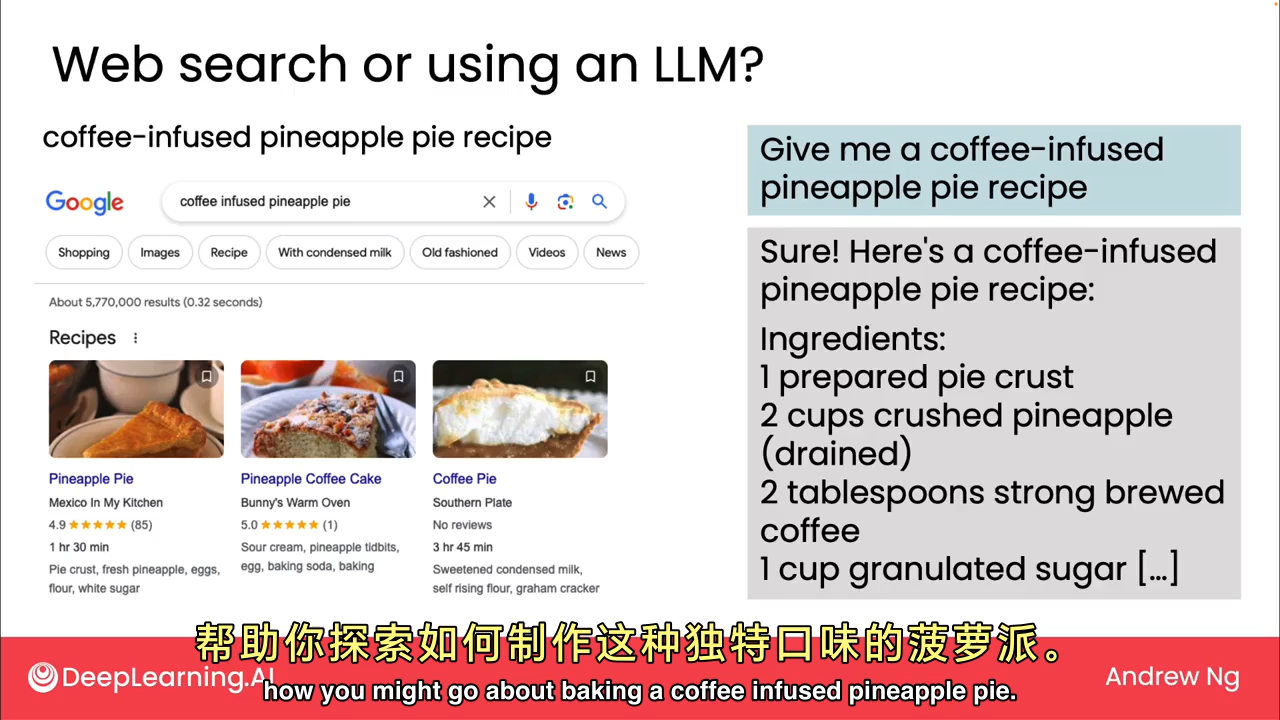 Web search or using an LLM?
coffee-infused pineapple pie recipe
Google
coffee infused pineapple pie
Shopping
Images
Recipe
With condensed milk
Old fashioned
Videos
News
About 5,770,000 results (0.32 seconds)
Recipes
Pineapple Pie
Mexico In My Kitchen
4.9 ★★★★★ (85)
1 hr 30 min
Pie crust, fresh pineapple, eggs,
flour, white sugar
Pineapple Coffee Cake
Bunny's Warm Oven
5.0 ★★★★★ (1)
Sour cream, pineapple tidbits,
egg, baking soda, baking
Coffee Pie
Southern Plate
No reviews
3 hr 45 min
Sweetened condensed milk,
self rising flour, graham cracker
Give me a coffee-infused
pineapple pie recipe
Sure! Here's a coffee-infused
pineapple pie recipe:
Ingredients:
1 prepared pie crust
2 cups crushed pineapple
(drained)
2 tablespoons strong brewed
coffee
1 cup granulated sugar [...]
帮助你探索如何制作这种独特口味的菠萝派。
DeepLearning.AI
how you might go about baking a coffee infused pineapple pie.
Andrew Ng